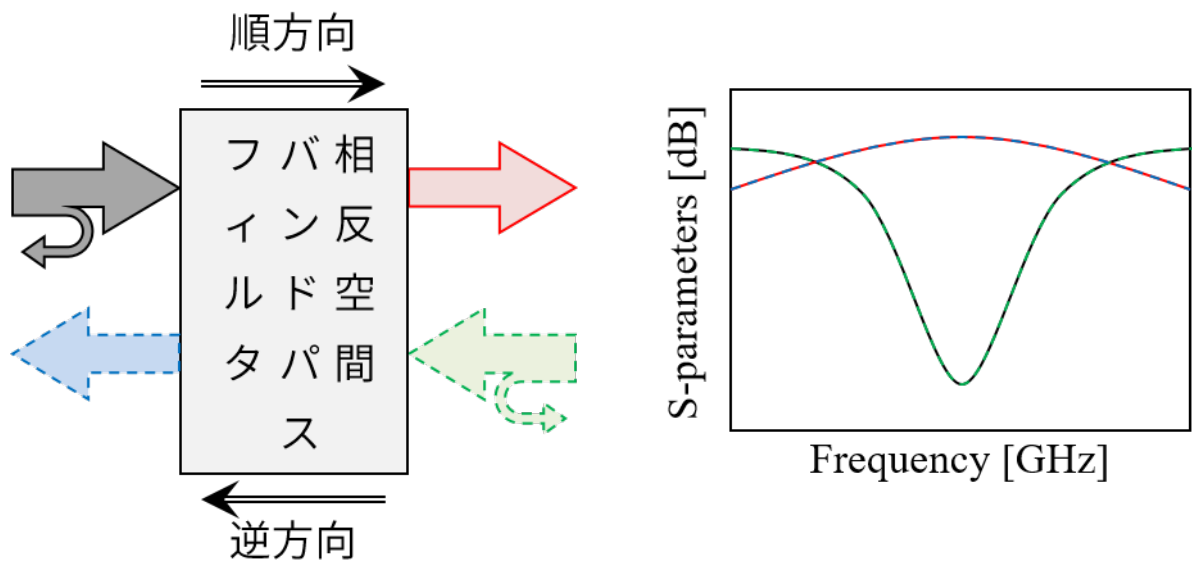 順方向
相反空間
バンドパス
フィルタ
逆方向
S-parameters [dB]
Frequency [GHz]